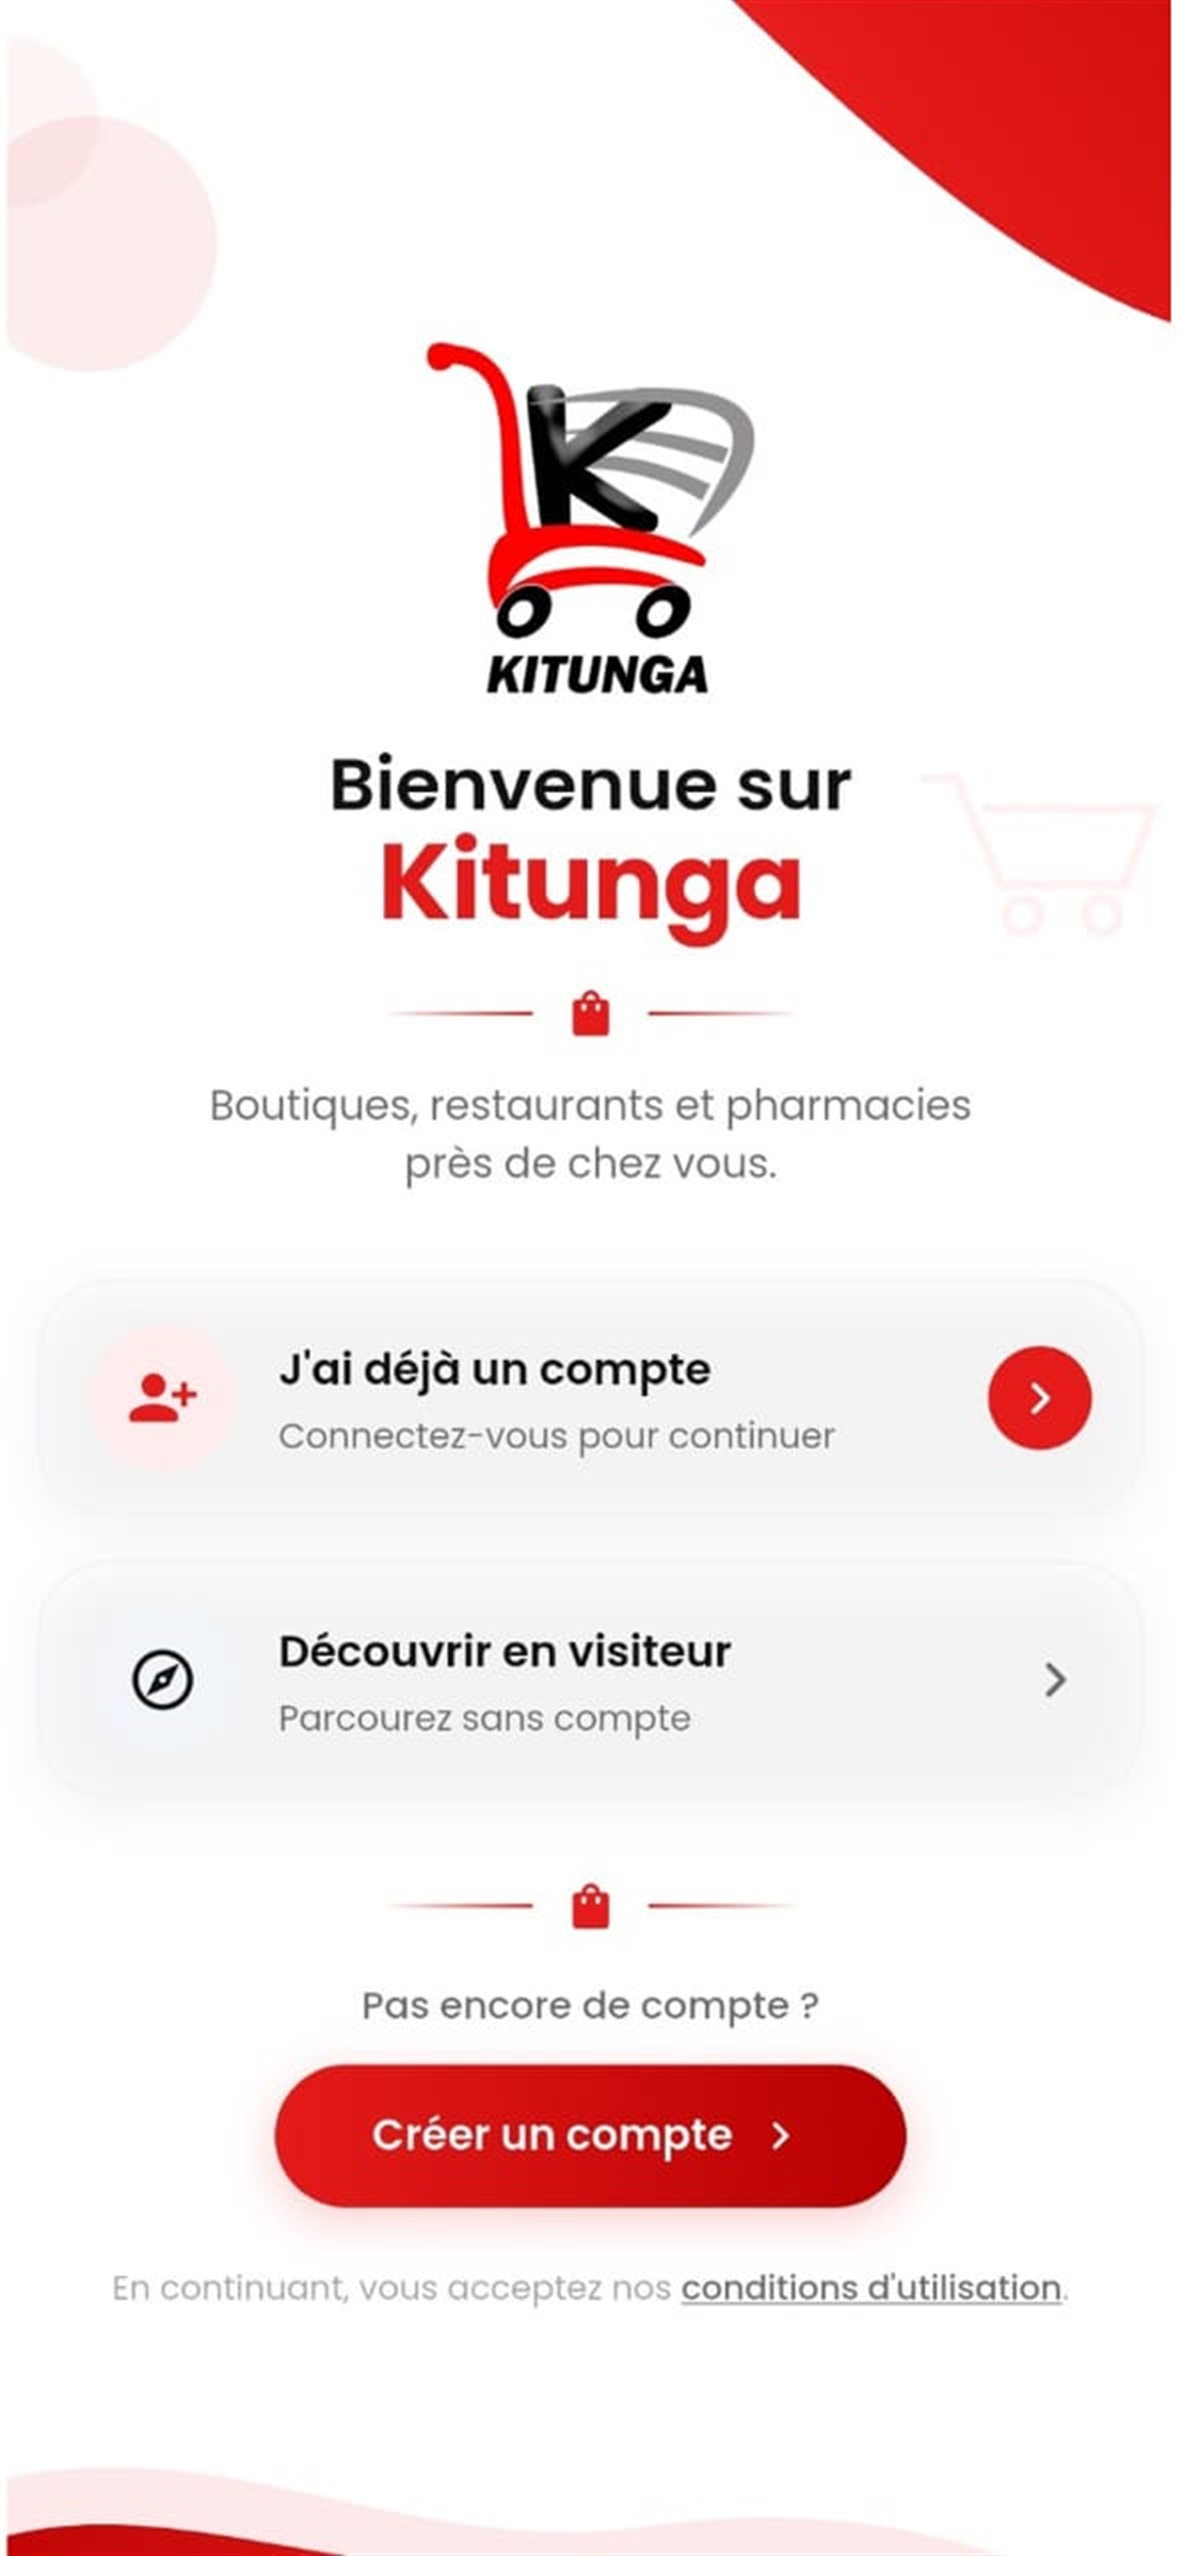 K
KITUNGA
Bienvenue sur
Kitunga
Boutiques, restaurants et pharmacies
près de chez vous.
J'ai déjà un compte
Connectez-vous pour continuer
Découvrir en visiteur
Parcourez sans compte
Pas encore de compte ?
Créer un compte
En continuant, vous acceptez nos conditions d'utilisation.